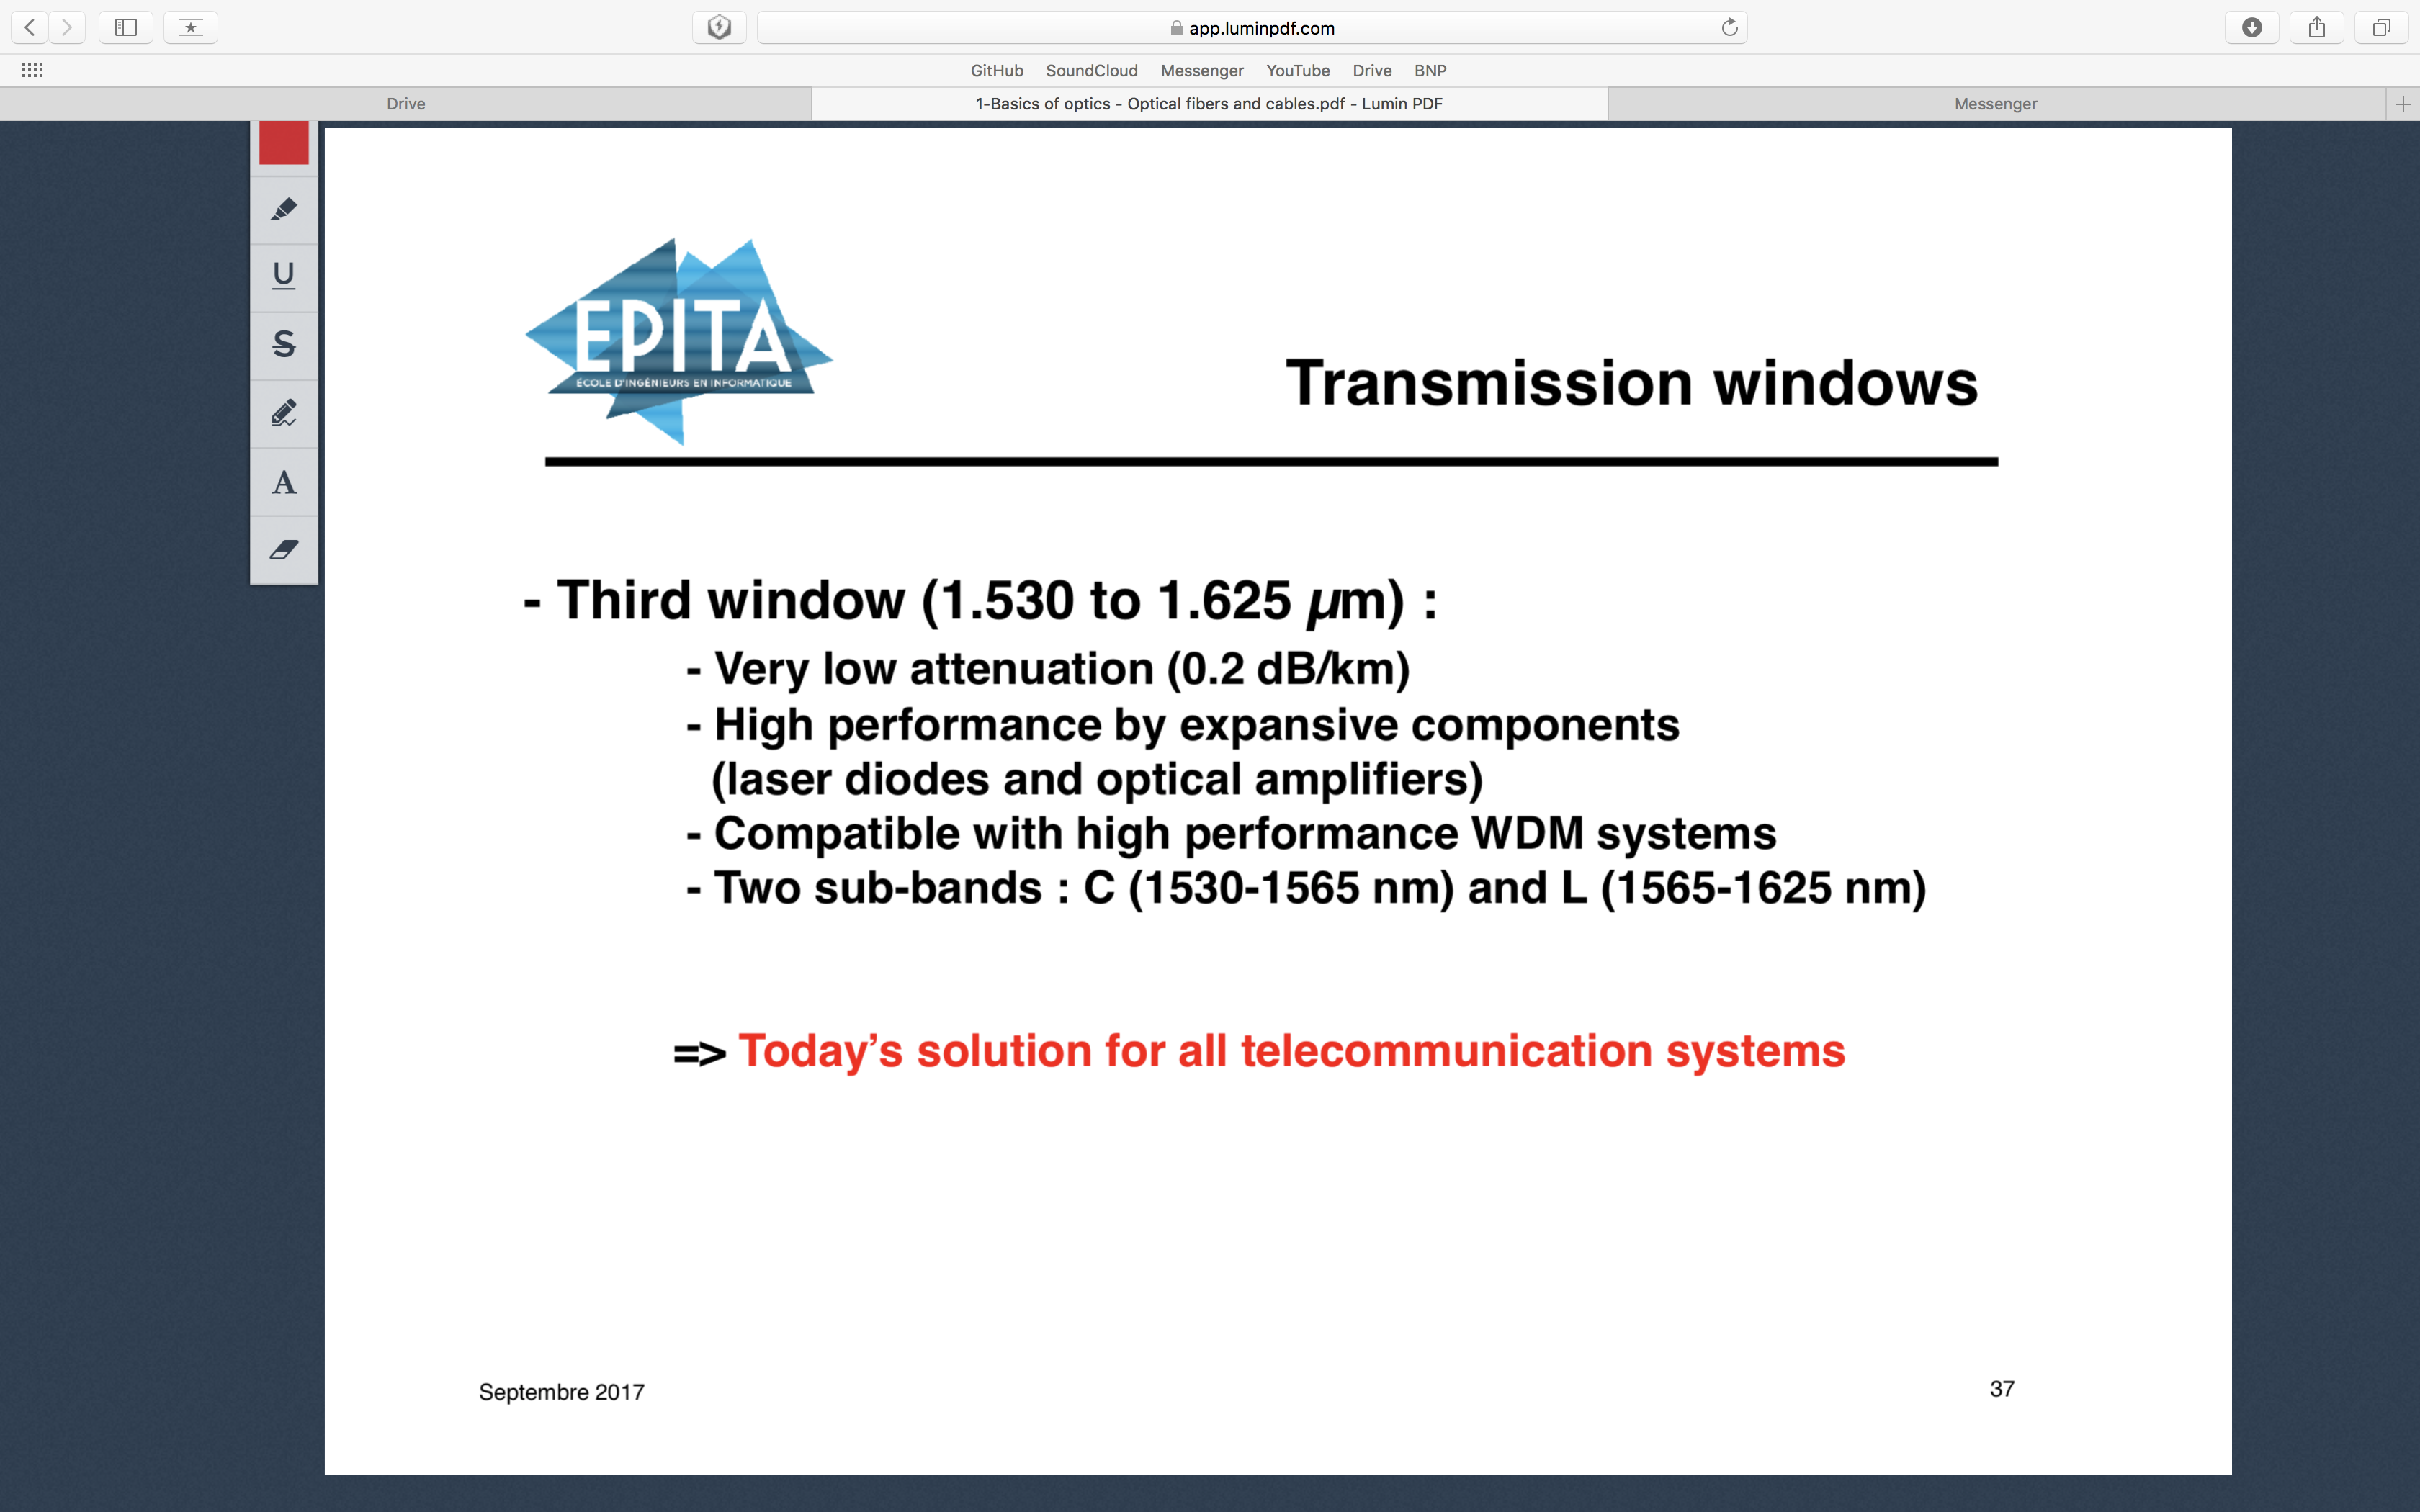 app.luminpdf.com
GitHub SoundCloud Messenger YouTube Drive BNP
Drive
1-Basics of optics - Optical fibers and cables.pdf - Lumin PDF
Messenger
U
S
A
EPITA
ÉCOLE D'INGÉNIEURS EN INFORMATIQUE
Transmission windows
- Third window (1.530 to 1.625 µm) :
- Very low attenuation (0.2 dB/km)
- High performance by expansive components
(laser diodes and optical amplifiers)
- Compatible with high performance WDM systems
- Two sub-bands : C (1530-1565 nm) and L (1565-1625 nm)
=> Today's solution for all telecommunication systems
Septembre 2017
37